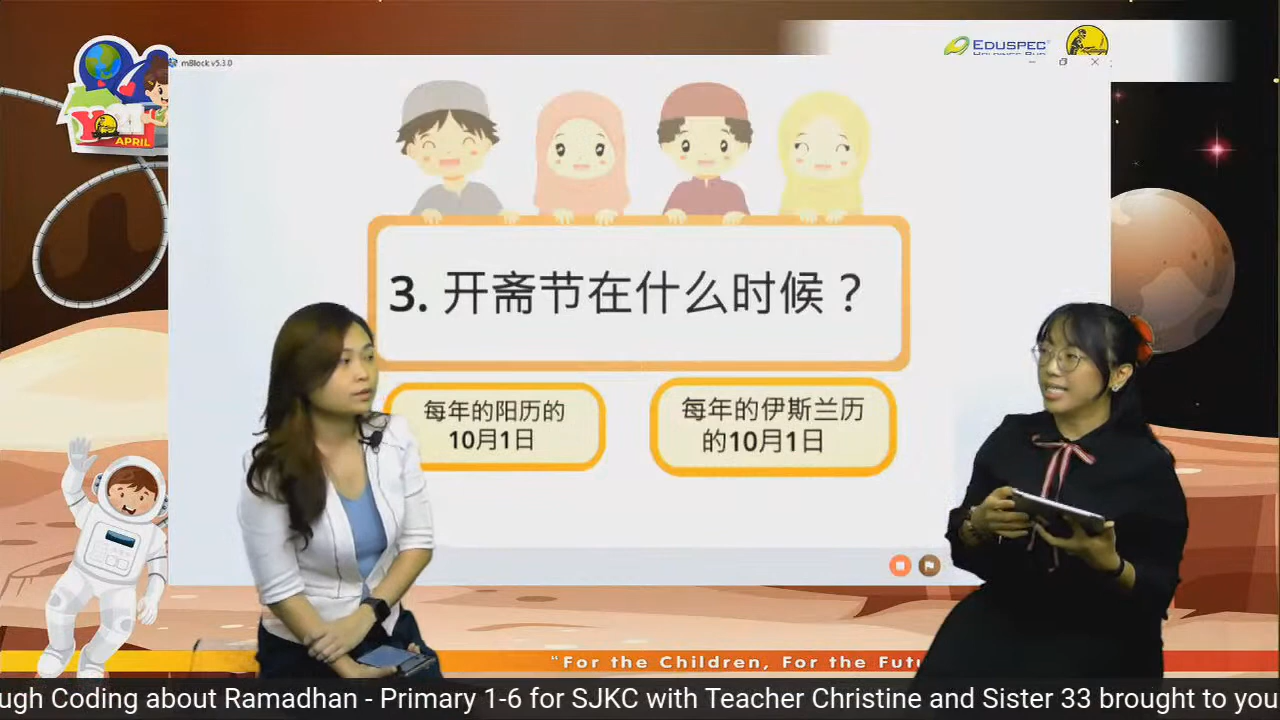 EDUSPEC
mBlock v5.3.0
APRIL
3. 开斋节在什么时候？
每年的阳历的
10月1日
每年的伊斯兰历
的10月1日
"For the Children, For the Futu
ugh Coding about Ramadhan - Primary 1-6 for SJKC with Teacher Christine and Sister 33 brought to you